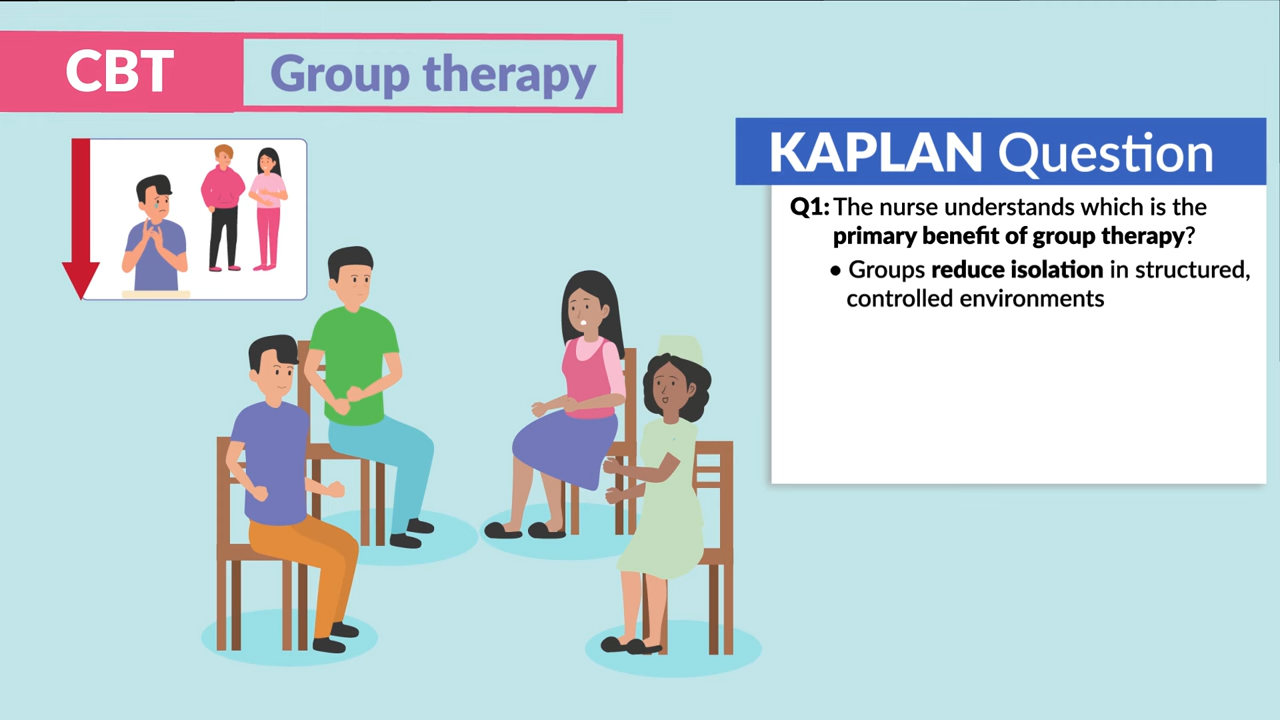 CBT Group therapy
KAPLAN Question
Q1: The nurse understands which is the
primary benefit of group therapy?
• Groups reduce isolation in structured,
controlled environments